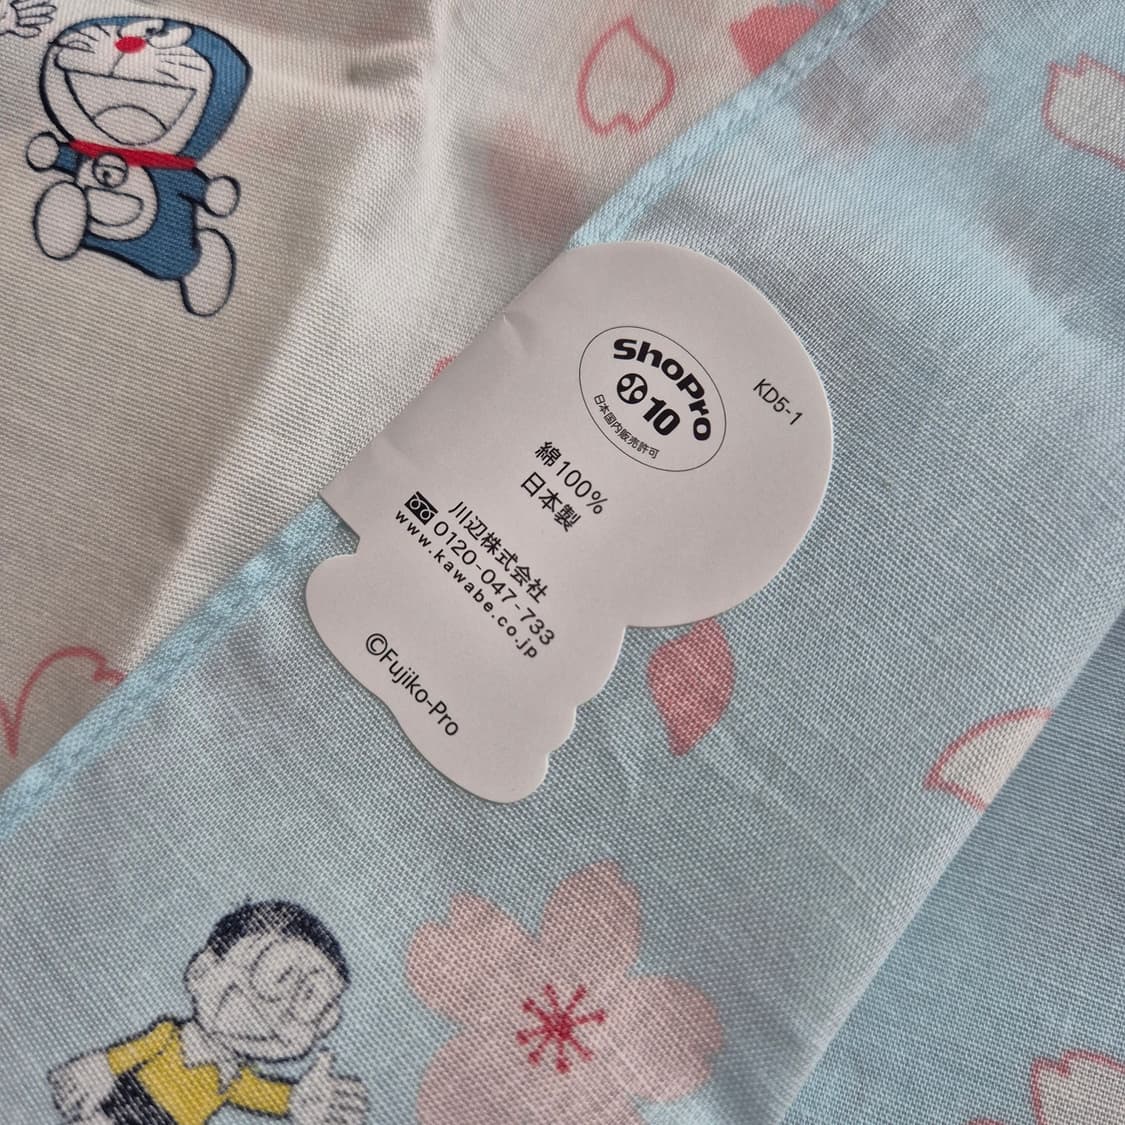 ShoPro
10
日本国内販売許可
KD5-1
綿100%
日本製
川辺株式会社
0120-047-733
www.kawabe.co.jp
©Fujiko-Pro